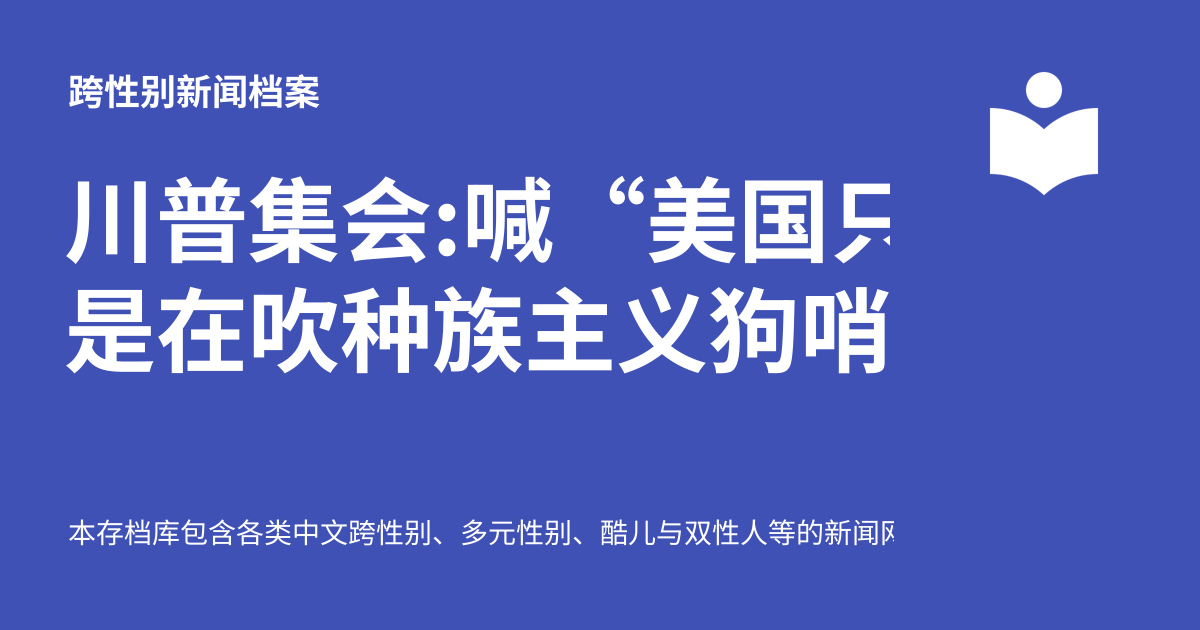 跨性别新闻档案
川普集会:喊“美国只
是在吹种族主义狗哨
本存档库包含各类中文跨性别、多元性别、酷儿与双性人等的新闻网